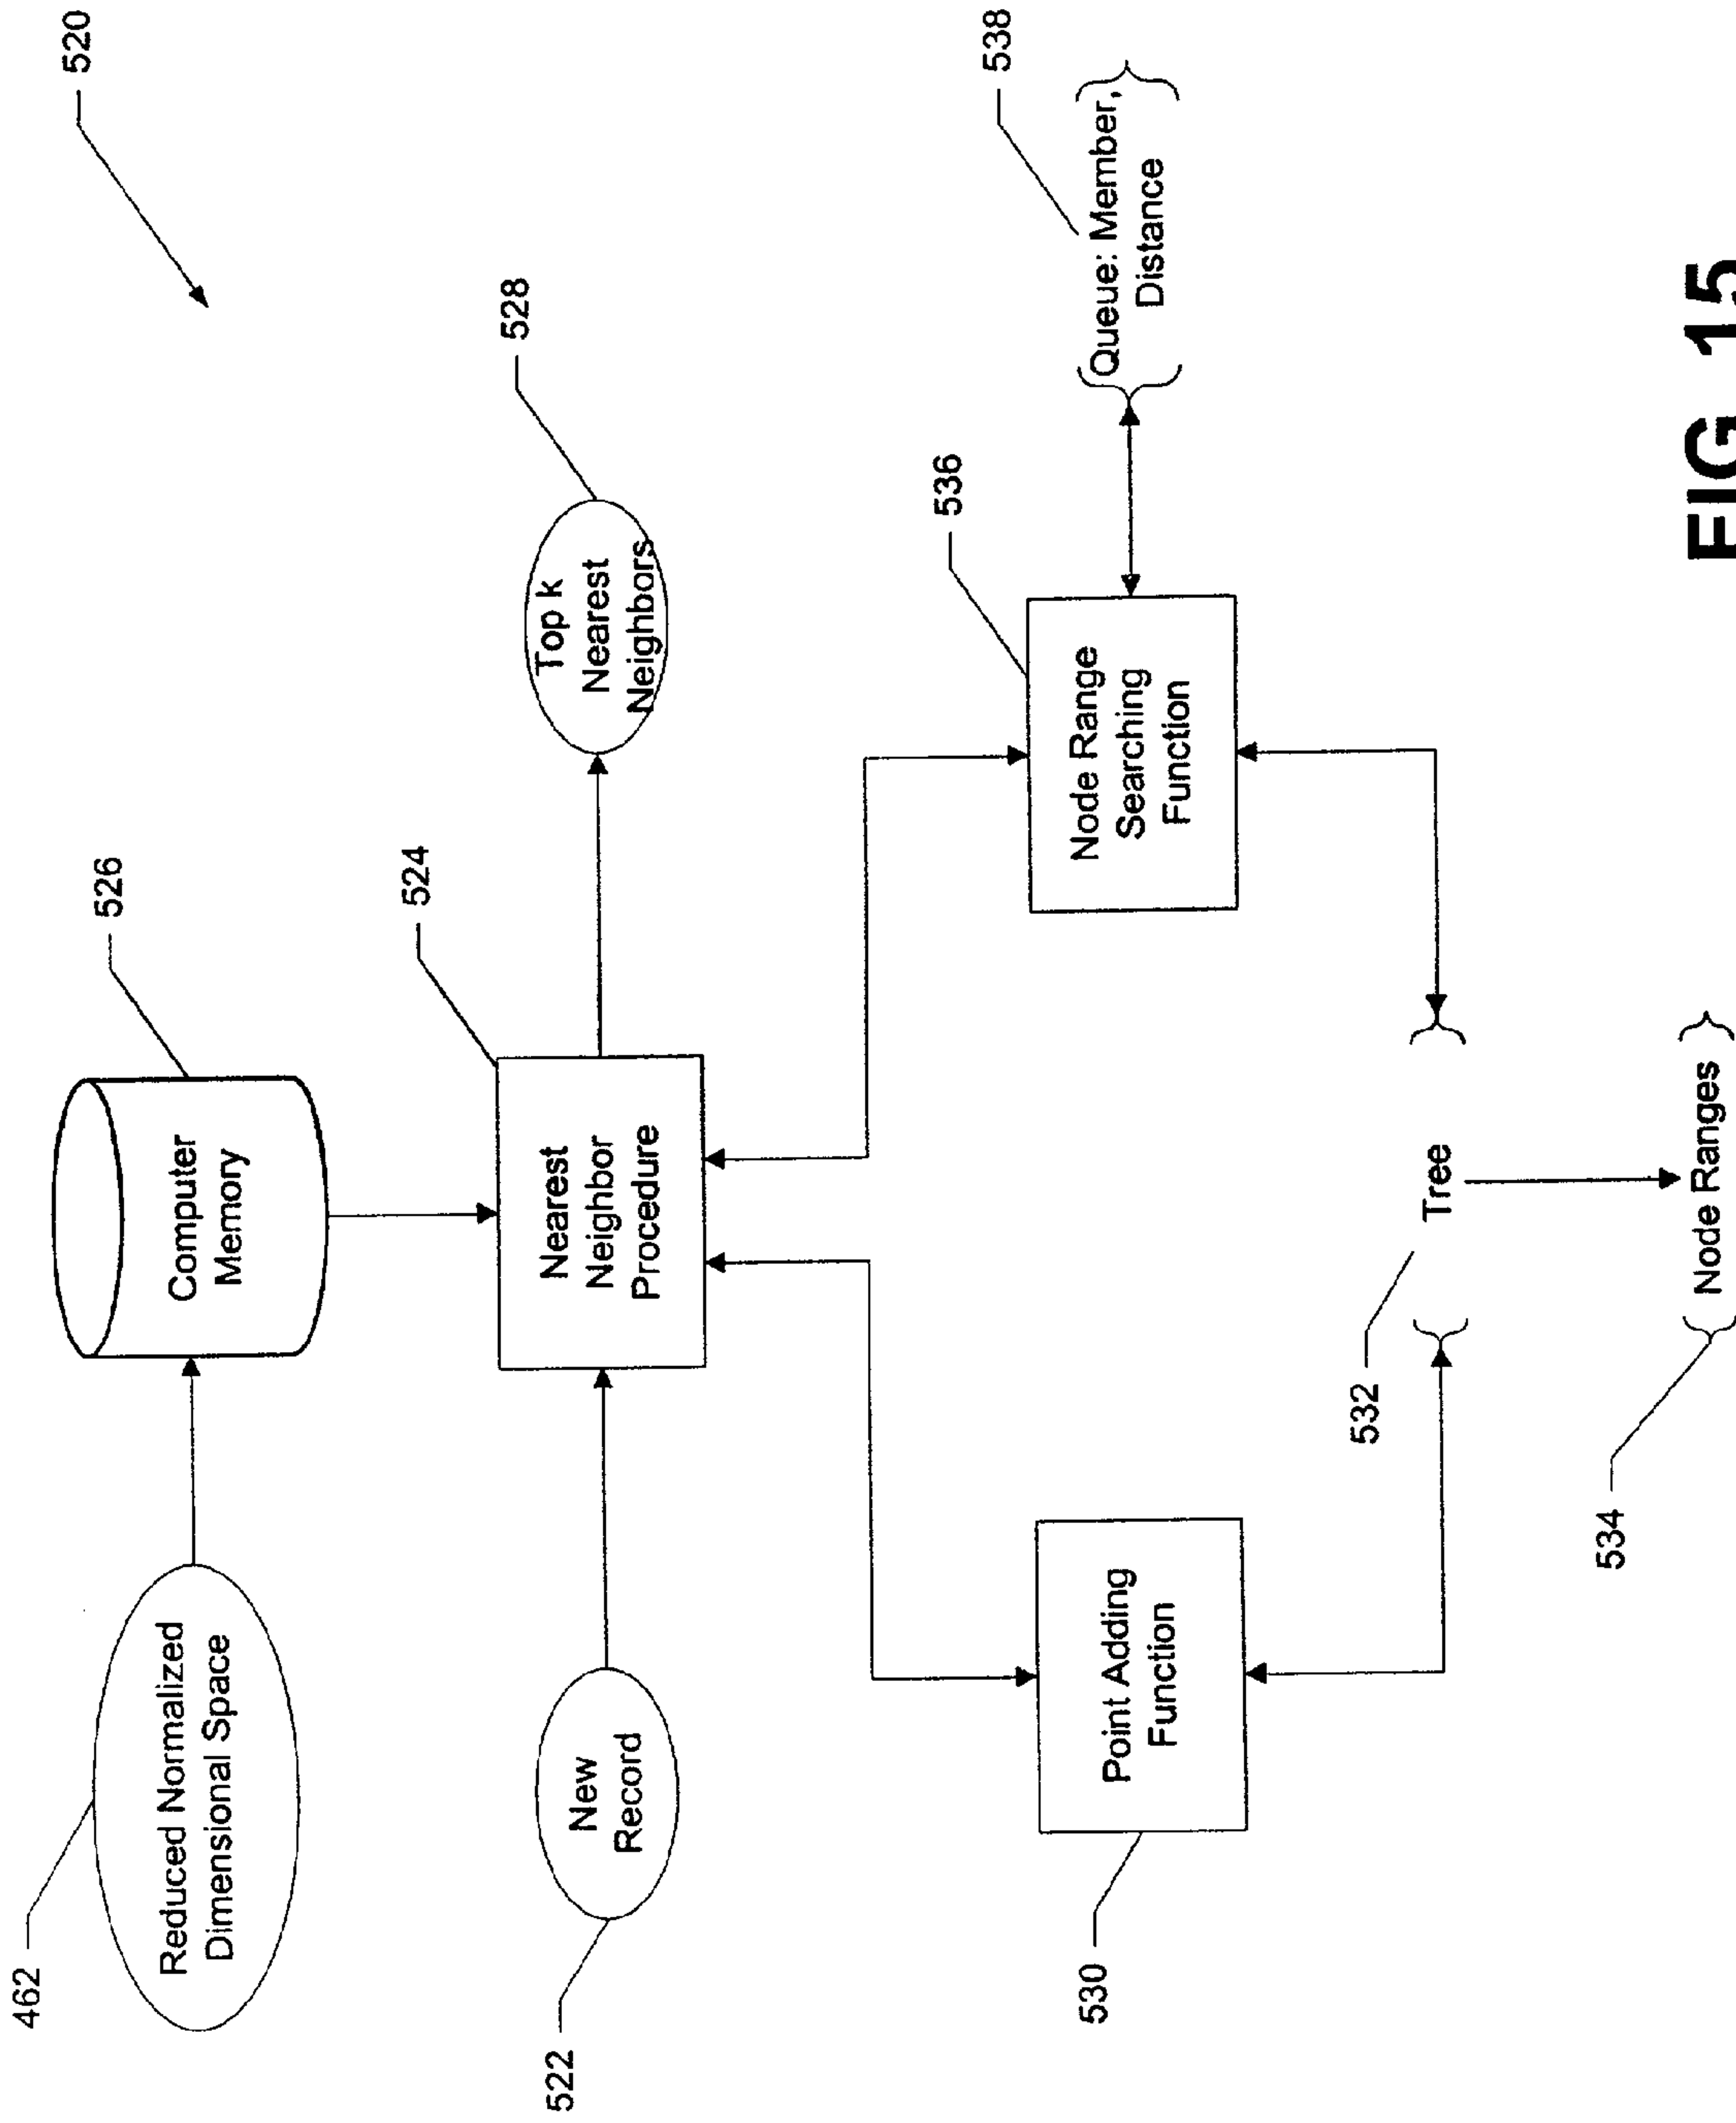 520
462
Reduced Normalized
Dimensional Space
Computer
Memory
526
522
New
Record
Nearest
Neighbor
Procedure
524
Top k
Nearest
Neighbors
528
530
Point Adding
Function
Node Range
Searching
Function
536
Queue: Member,
Distance
538
532
Tree
534
Node Ranges
FIG 15